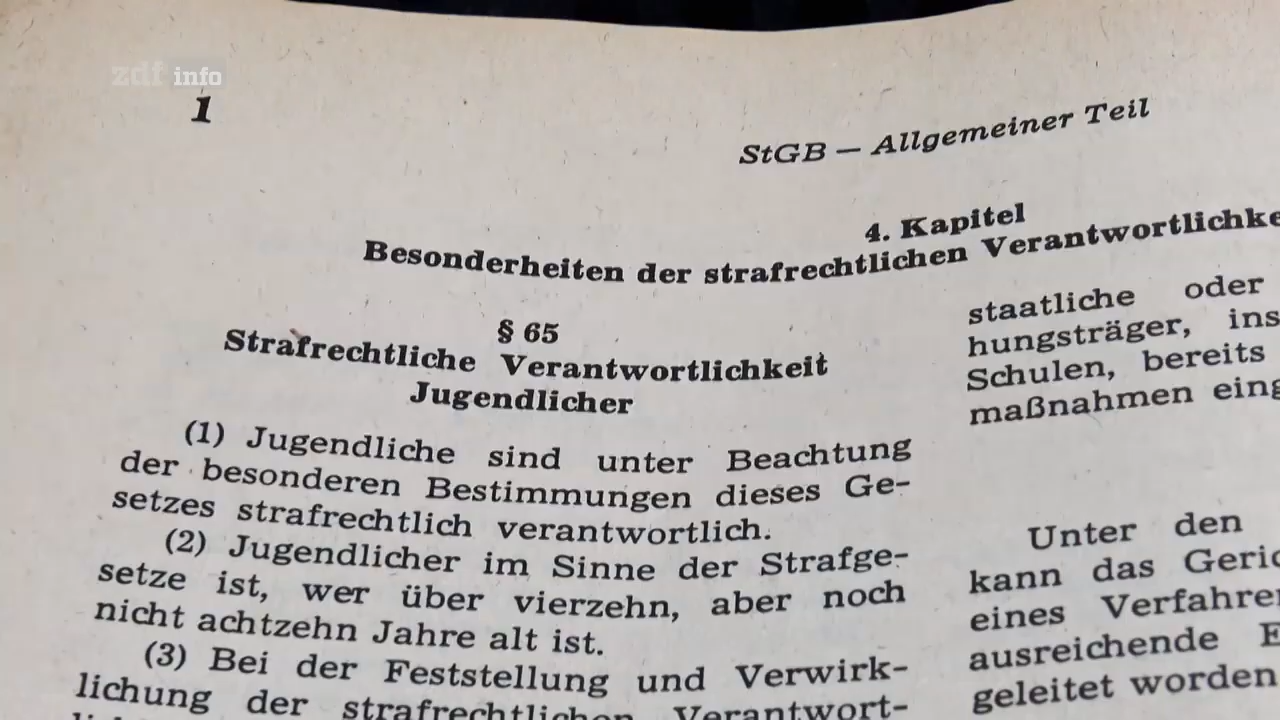 zdf info
1
StGB — Allgemeiner Teil
4. Kapitel
Besonderheiten der strafrechtlichen Verantwortlichke
§ 65
Strafrechtliche Verantwortlichkeit
Jugendlicher
(1) Jugendliche sind unter Beachtung
der besonderen Bestimmungen dieses Ge-
setzes strafrechtlich verantwortlich.
(2) Jugendlicher im Sinne der Strafge-
setze ist, wer über vierzehn, aber noch
nicht achtzehn Jahre alt ist.
(3) Bei der Feststellung und Verwirk-
lichung der strafrechtlichen Verantwort-
staatliche oder
hungsträger, ins
Schulen, bereits
maßnahmen eing
Unter den
kann das Geric
eines Verfahren
ausreichende E
geleitet worden